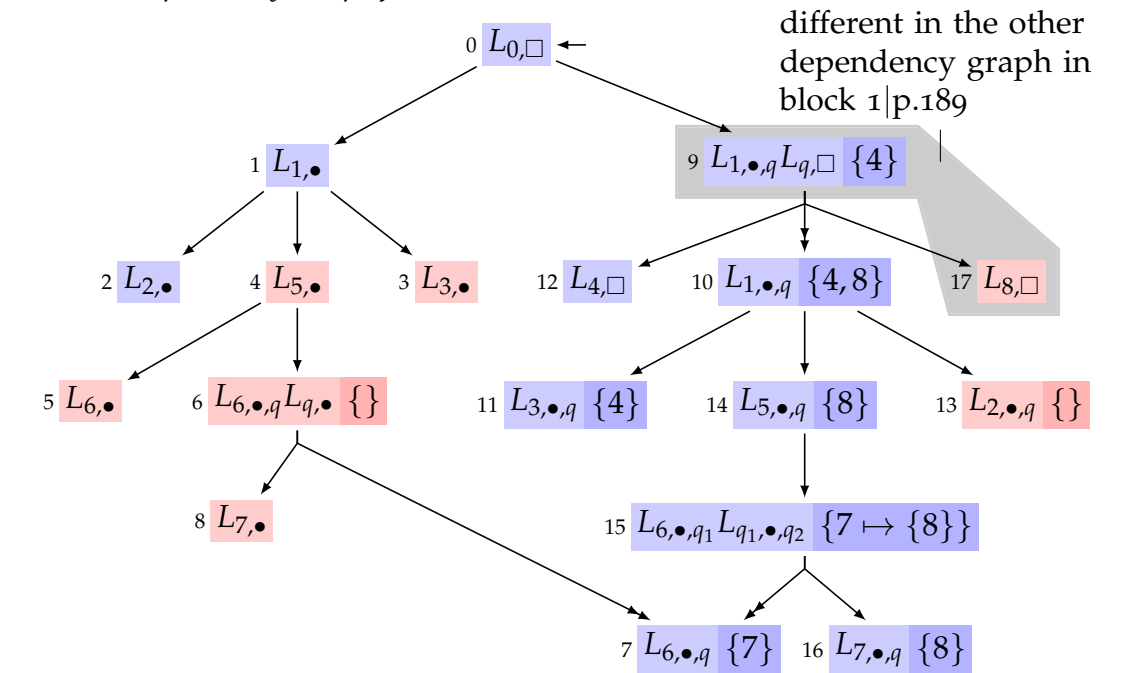 different in the other
dependency graph in
block 1|p.189
0 L0,□
1 L1,•
9 L1,•,qLq,□ {4}
2 L2,•
4 L5,•
3 L3,•
12 L4,□
10 L1,•,q {4, 8}
17 L8,□
5 L6,•
6 L6,•,qLq,• {}
11 L3,•,q {4}
14 L5,•,q {8}
13 L2,•,q {}
8 L7,•
15 L6,•,q1Lq1,•,q2 {7 ↦ {8}}
7 L6,•,q {7}
16 L7,•,q {8}